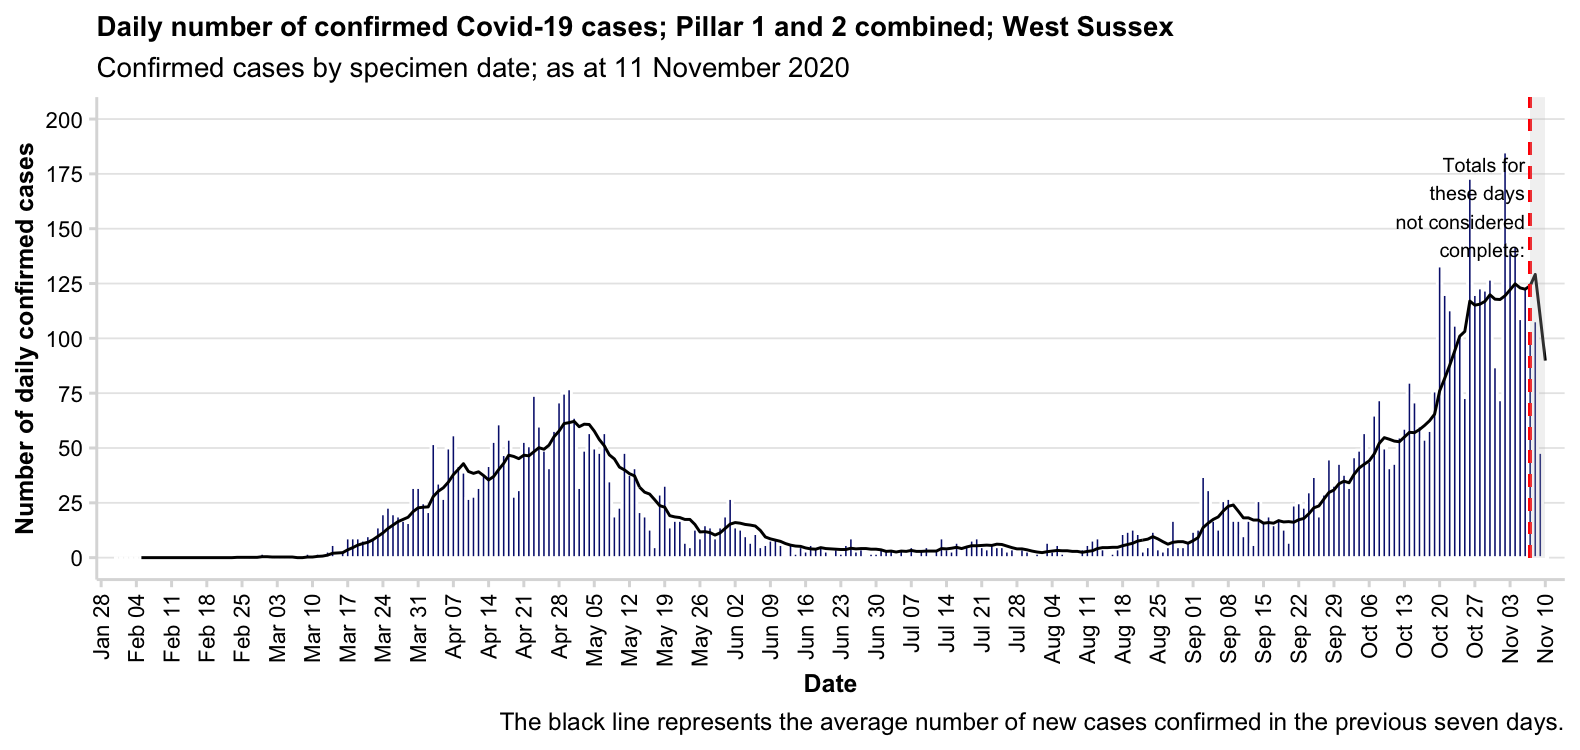 Daily number of confirmed Covid-19 cases; Pillar 1 and 2 combined; West Sussex
Confirmed cases by specimen date; as at 11 November 2020
Number of daily confirmed cases
200
175
150
125
100
75
50
25
0
Totals for
these days
not considered
complete:
Jan 28
Feb 04
Feb 11
Feb 18
Feb 25
Mar 03
Mar 10
Mar 17
Mar 24
Mar 31
Apr 07
Apr 14
Apr 21
Apr 28
May 05
May 12
May 19
May 26
Jun 02
Jun 09
Jun 16
Jun 23
Jun 30
Jul 07
Jul 14
Jul 21
Jul 28
Aug 04
Aug 11
Aug 18
Aug 25
Sep 01
Sep 08
Sep 15
Sep 22
Sep 29
Oct 06
Oct 13
Oct 20
Oct 27
Nov 03
Nov 10
Date
The black line represents the average number of new cases confirmed in the previous seven days.